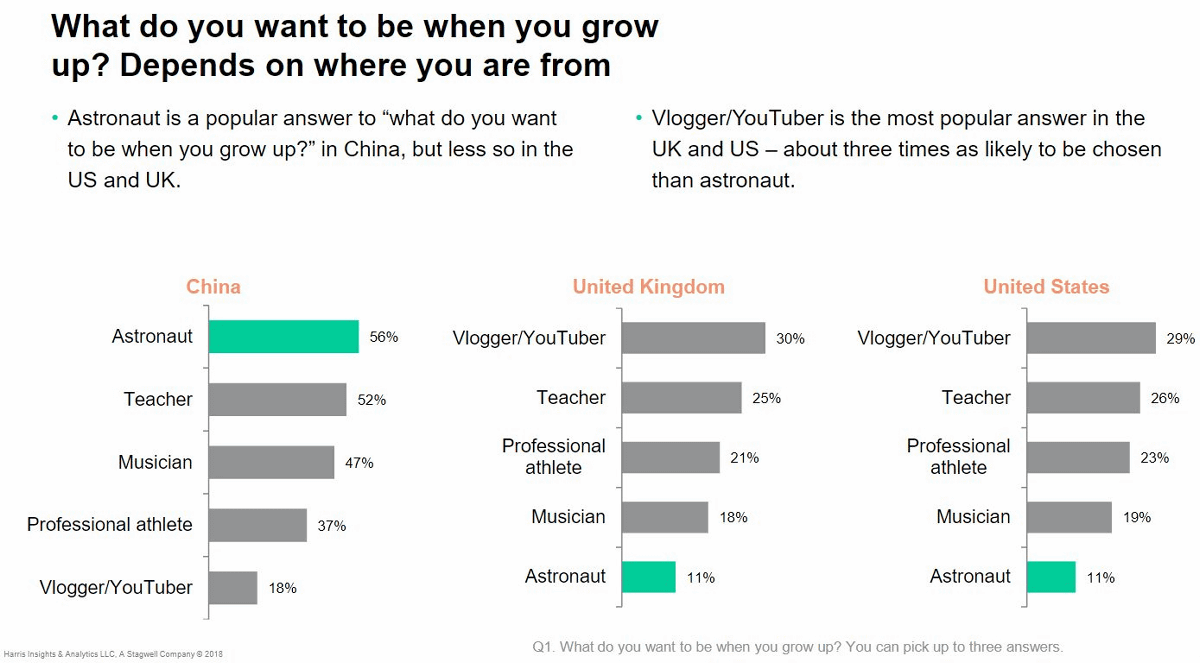 What do you want to be when you grow
up? Depends on where you are from
• Astronaut is a popular answer to “what do you want
to be when you grow up?” in China, but less so in the
US and UK.
• Vlogger/YouTuber is the most popular answer in the
UK and US – about three times as likely to be chosen
than astronaut.
China
Astronaut 56%
Teacher 52%
Musician 47%
Professional athlete 37%
Vlogger/YouTuber 18%
United Kingdom
Vlogger/YouTuber 30%
Teacher 25%
Professional
athlete 21%
Musician 18%
Astronaut 11%
United States
Vlogger/YouTuber 29%
Teacher 26%
Professional
athlete 23%
Musician 19%
Astronaut 11%
Harris Insights & Analytics LLC, A Stagwell Company © 2018
Q1. What do you want to be when you grow up? You can pick up to three answers.